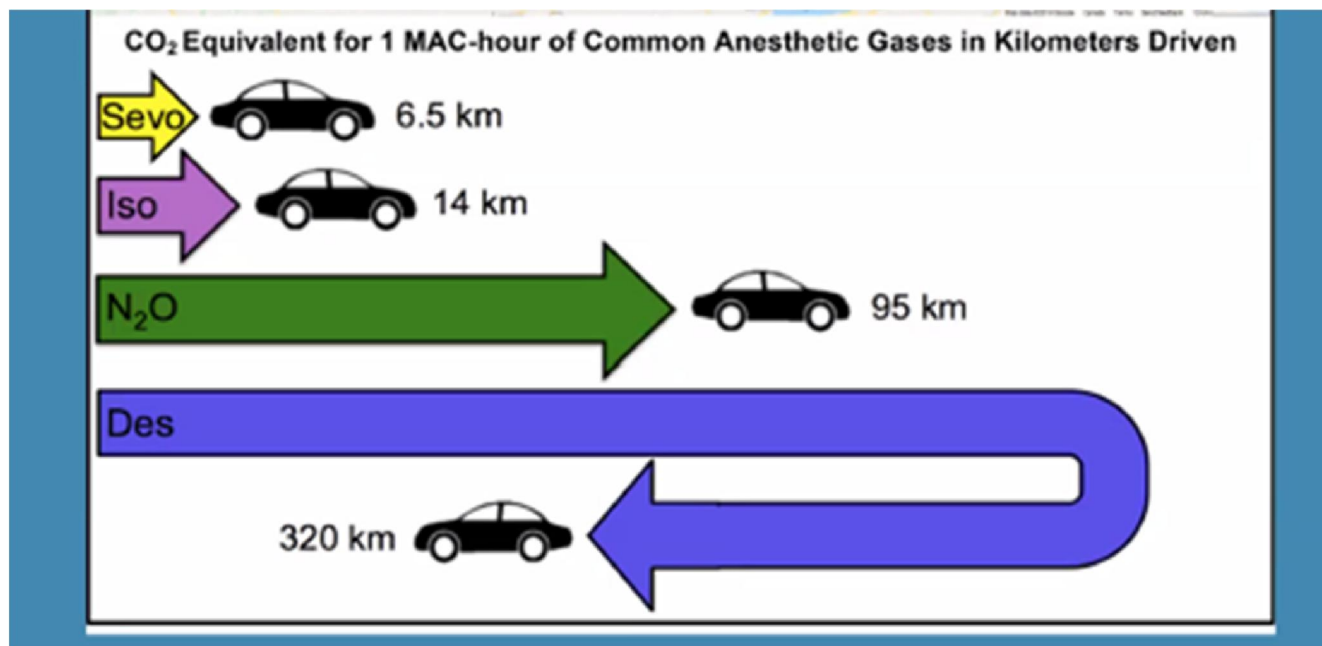 CO₂ Equivalent for 1 MAC-hour of Common Anesthetic Gases in Kilometers Driven
Sevo 6.5 km
Iso 14 km
N₂O 95 km
Des
320 km